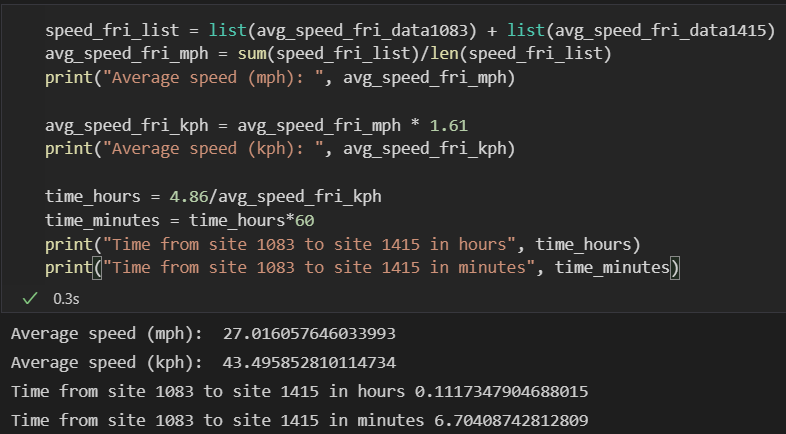 speed_fri_list = list(avg_speed_fri_data1083) + list(avg_speed_fri_data1415)
avg_speed_fri_mph = sum(speed_fri_list)/len(speed_fri_list)
print("Average speed (mph): ", avg_speed_fri_mph)
avg_speed_fri_kph = avg_speed_fri_mph * 1.61
print("Average speed (kph): ", avg_speed_fri_kph)
time_hours = 4.86/avg_speed_fri_kph
time_minutes = time_hours*60
print("Time from site 1083 to site 1415 in hours", time_hours)
print("Time from site 1083 to site 1415 in minutes", time_minutes)
0.3s
Average speed (mph):  27.016057646033993
Average speed (kph):  43.495852810114734
Time from site 1083 to site 1415 in hours 0.1117347904688015
Time from site 1083 to site 1415 in minutes 6.70408742812809